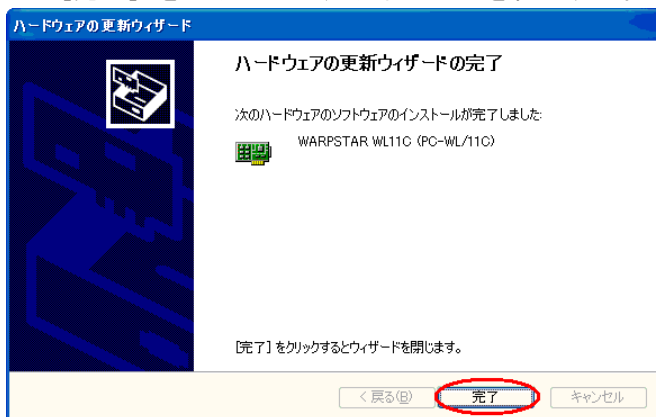 ハードウェアの更新ウィザード
ハードウェアの更新ウィザードの完了
次のハードウェアのソフトウェアのインストールが完了しました:
WARPSTAR WL11C (PC-WL/11C)
[完了] をクリックするとウィザードを閉じます。
< 戻る(B) 完了 キャンセル